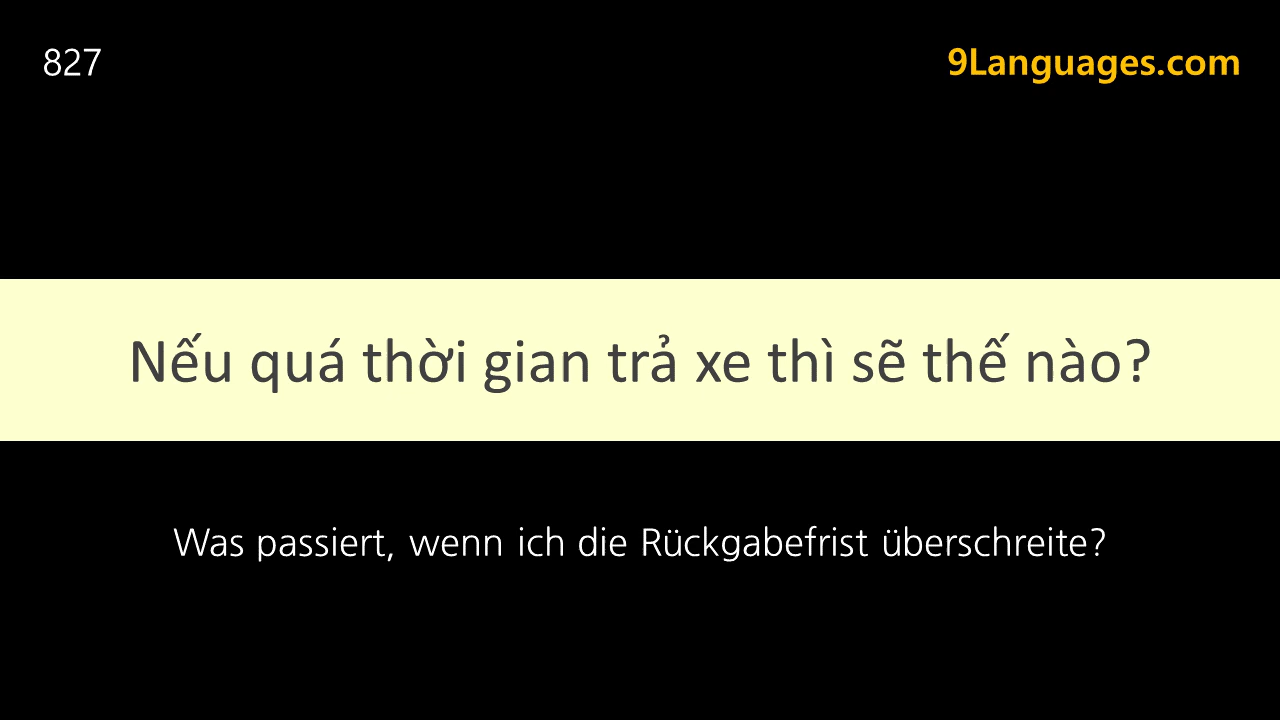 827
9Languages.com
Nếu quá thời gian trả xe thì sẽ thế nào?
Was passiert, wenn ich die Rückgabefrist überschreite?